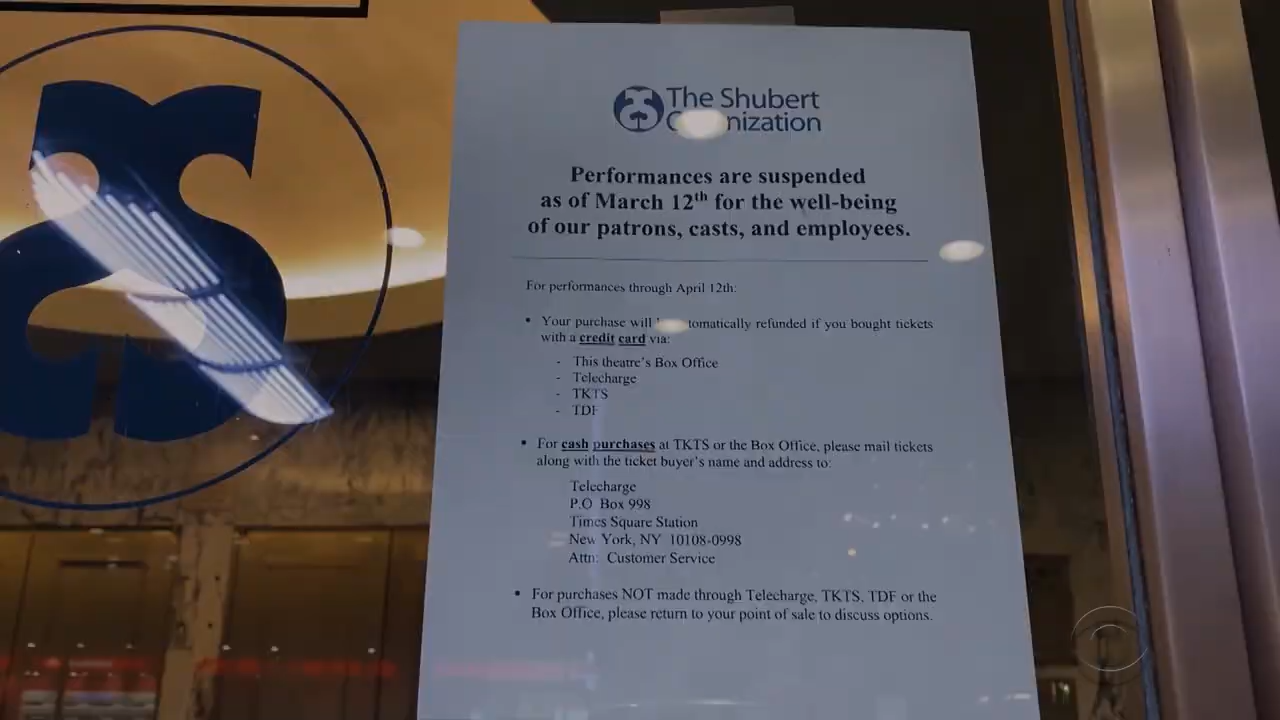 The Shubert
Performances are suspended
as of March 12th for the well-being
of our patrons, casts, and employees.
For performances through April 12th:
• Your purchase will refunded if you bought tickets
with a credit card via:
- This theatre's Box Office
- Telecharge
- TKTS
- TDF
• For cash purchases at TKTS or the Box Office, please mail tickets
along with the ticket buyer's name and address to:
Telecharge
P.O Box 998
Times Square Station
New York, NY 10108-0998
Attn: Customer Service
• For purchases NOT made through Telecharge, TKTS, TDF or the
Box Office, please return to your point of sale to discuss options.